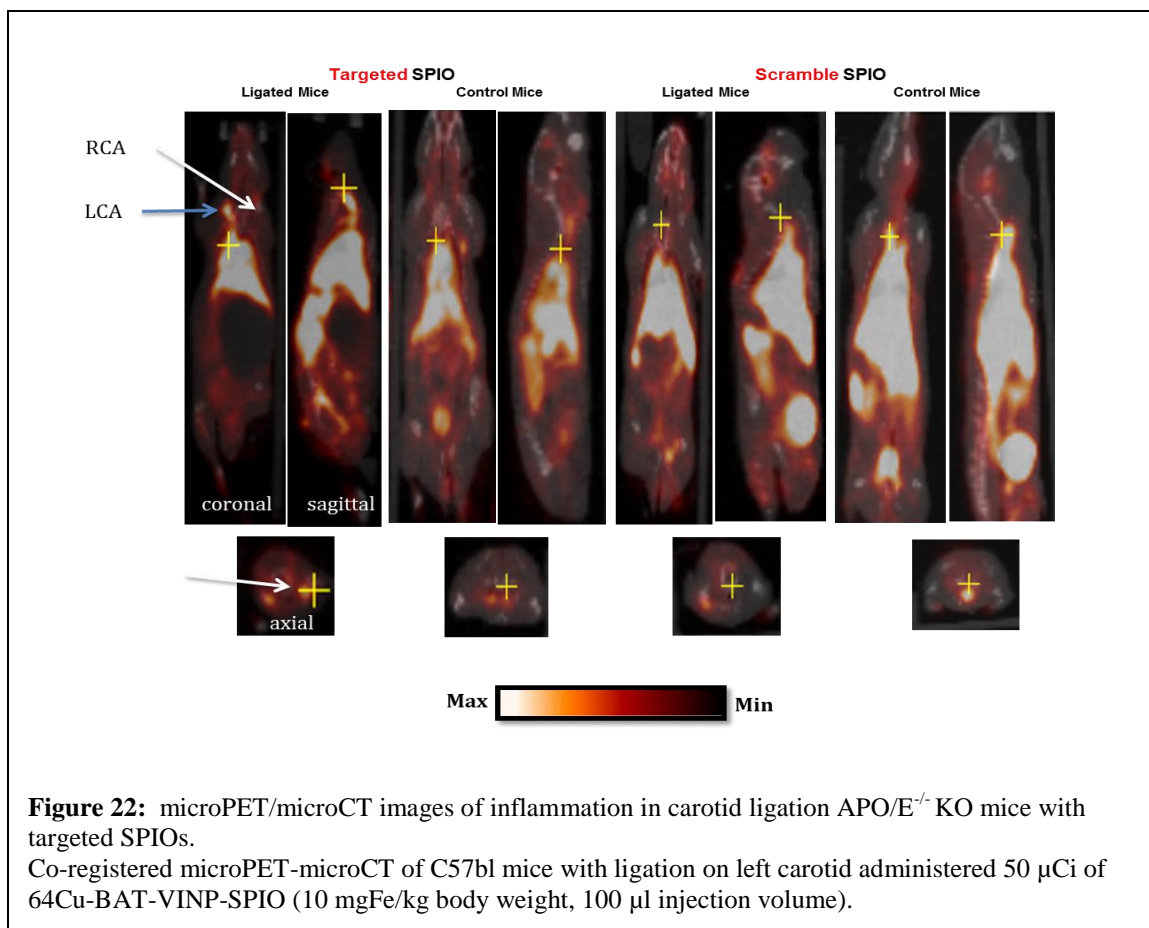 Targeted SPIO
Scramble SPIO
Ligated Mice
Control Mice
Ligated Mice
Control Mice
RCA
LCA
coronal
sagittal
axial
Max
Min
Figure 22: microPET/microCT images of inflammation in carotid ligation APO/E-/- KO mice with
targeted SPIOs.
Co-registered microPET-microCT of C57bl mice with ligation on left carotid administered 50 µCi of
64Cu-BAT-VINP-SPIO (10 mgFe/kg body weight, 100 µl injection volume).